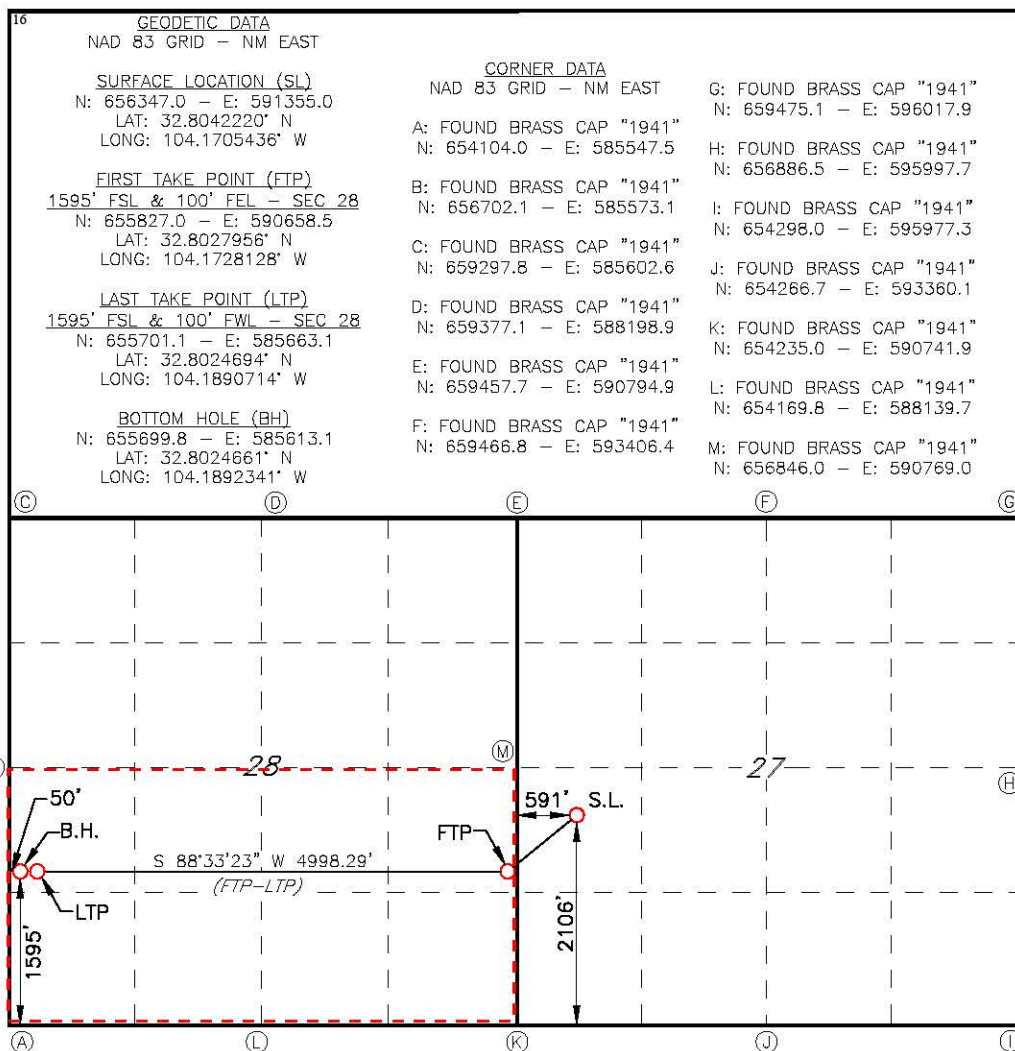 16
GEODETIC DATA
NAD 83 GRID – NM EAST
SURFACE LOCATION (SL)
N: 656347.0 – E: 591355.0
LAT: 32.8042220° N
LONG: 104.1705436° W
FIRST TAKE POINT (FTP)
1595' FSL & 100' FEL – SEC 28
N: 655827.0 – E: 590658.5
LAT: 32.8027956° N
LONG: 104.1728128° W
LAST TAKE POINT (LTP)
1595' FSL & 100' FWL – SEC 28
N: 655701.1 – E: 585663.1
LAT: 32.8024694° N
LONG: 104.1890714° W
BOTTOM HOLE (BH)
N: 655699.8 – E: 585613.1
LAT: 32.8024661° N
LONG: 104.1892341° W
CORNER DATA
NAD 83 GRID – NM EAST
A: FOUND BRASS CAP "1941"
N: 654104.0 – E: 585547.5
B: FOUND BRASS CAP "1941"
N: 656702.1 – E: 585573.1
C: FOUND BRASS CAP "1941"
N: 659297.8 – E: 585602.6
D: FOUND BRASS CAP "1941"
N: 659377.1 – E: 588198.9
E: FOUND BRASS CAP "1941"
N: 659457.7 – E: 590794.9
F: FOUND BRASS CAP "1941"
N: 659466.8 – E: 593406.4
G: FOUND BRASS CAP "1941"
N: 659475.1 – E: 596017.9
H: FOUND BRASS CAP "1941"
N: 656886.5 – E: 595997.7
I: FOUND BRASS CAP "1941"
N: 654298.0 – E: 595977.3
J: FOUND BRASS CAP "1941"
N: 654266.7 – E: 593360.1
K: FOUND BRASS CAP "1941"
N: 654235.0 – E: 590741.9
L: FOUND BRASS CAP "1941"
N: 654169.8 – E: 588139.7
M: FOUND BRASS CAP "1941"
N: 656846.0 – E: 590769.0
C D E F G
M
28 27
H
50'
591' S.L.
B.H.
FTP
S 88°33'23" W 4998.29'
(FTP–LTP)
LTP
1595'
2106'
A L K J I